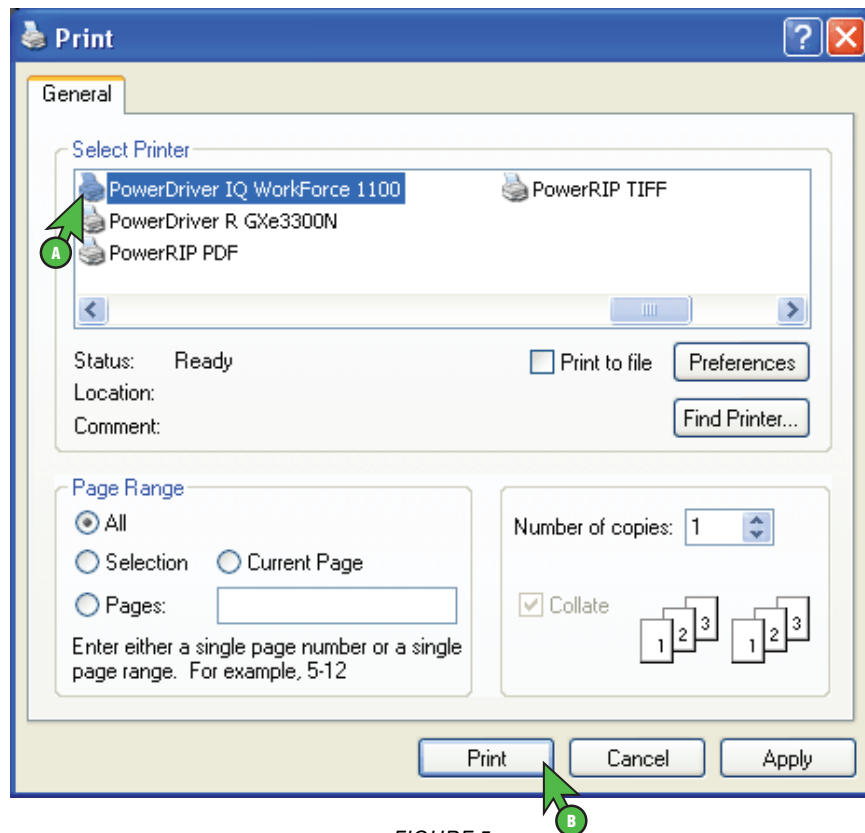 Print
General
Select Printer
PowerDriver IQ WorkForce 1100
PowerRIP TIFF
PowerDriver R GXe3300N
PowerRIP PDF
A
Status: Ready
Print to file
Preferences
Location:
Comment:
Find Printer...
Page Range
All
Selection
Current Page
Pages:
Enter either a single page number or a single
page range. For example, 5-12
Number of copies: 1
Collate
1 2 3 1 2 3
Print
Cancel
Apply
B